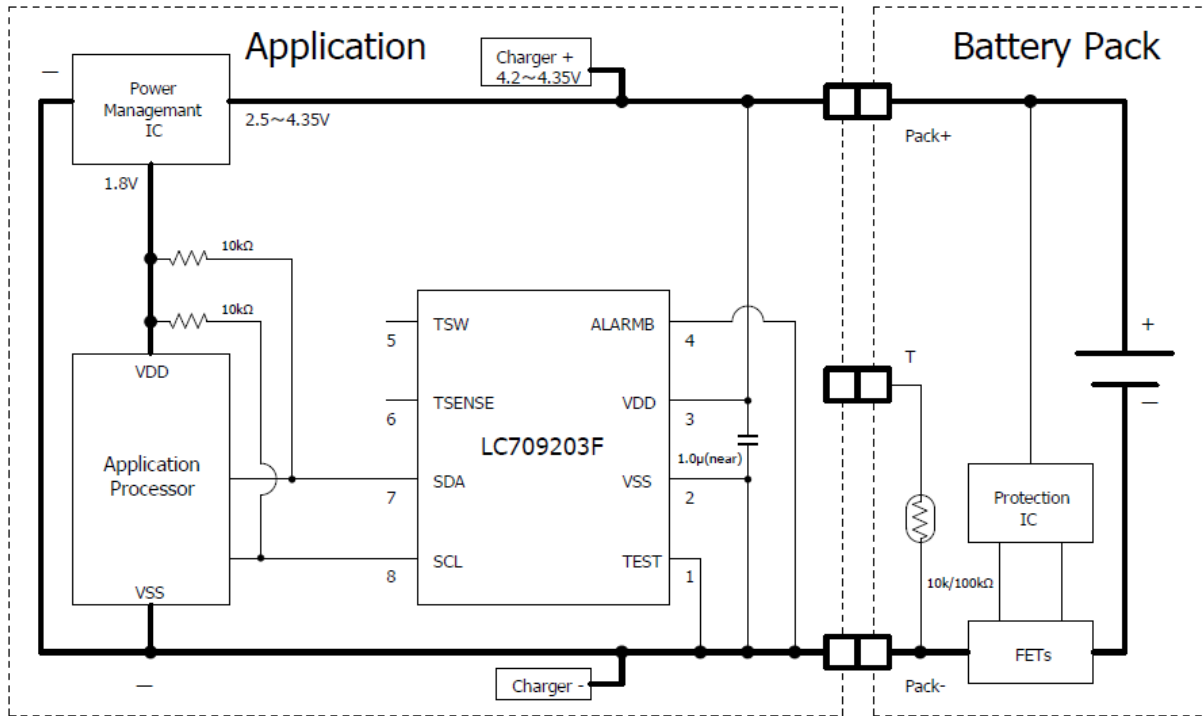 Application
Battery Pack
Charger +
4.2～4.35V
Power
Managemant
IC
2.5～4.35V
Pack+
1.8V
10kΩ
10kΩ
TSW
ALARMB
5
4
VDD
T
+
—
—
TSENSE
VDD
6
3
LC709203F
1.0μ(near)
Application
Processor
SDA
VSS
7
2
Protection
IC
SCL
TEST
8
1
10k/100kΩ
VSS
FETs
—
Charger -
Pack-